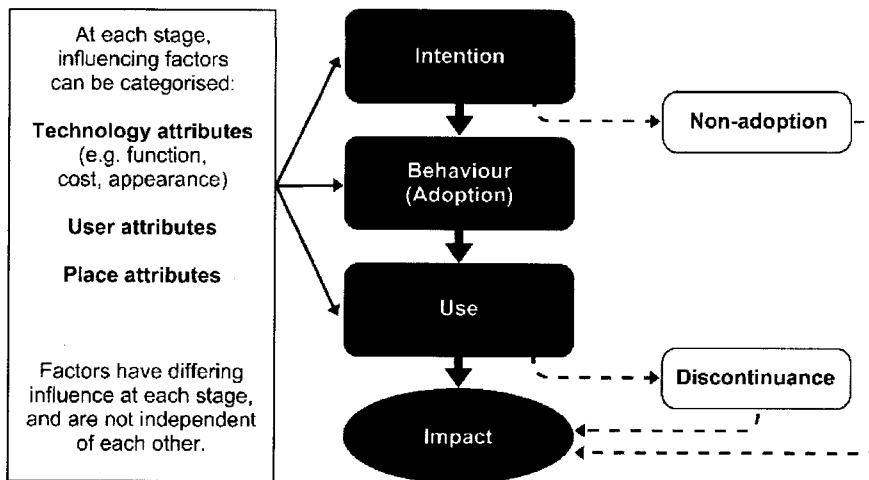 At each stage,
influencing factors
can be categorised:
Technology attributes
(e.g. function,
cost, appearance)
User attributes
Place attributes
Factors have differing
influence at each stage,
and are not independent
of each other.
Intention
Behaviour
(Adoption)
Use
Impact
Non-adoption
Discontinuance